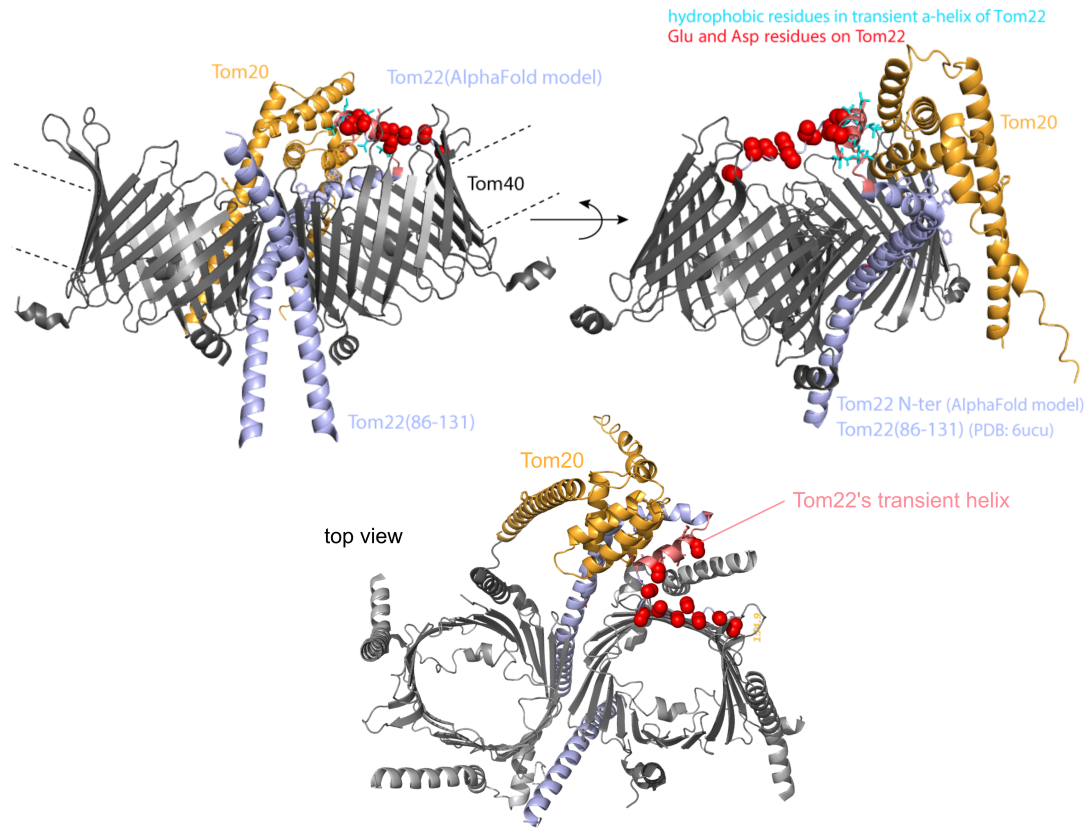 hydrophobic residues in transient a-helix of Tom22
Glu and Asp residues on Tom22
Tom20
Tom22(AlphaFold model)
Tom20
Tom40
Tom22(86-131)
Tom22 N-ter (AlphaFold model)
Tom22(86-131) (PDB: 6ucu)
Tom20
Tom22's transient helix
top view